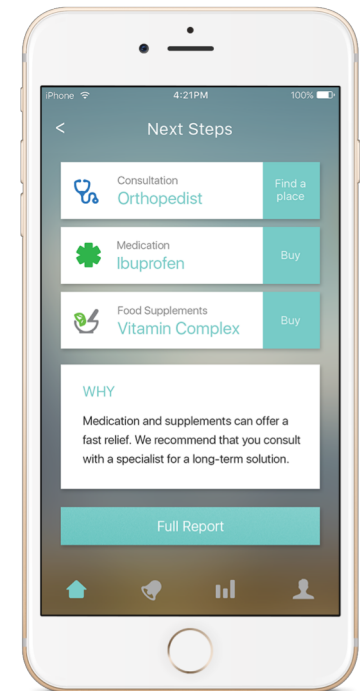 iPhone 4:21PM 100%
< Next Steps
Consultation
Orthopedist
Find a
place
Medication
Ibuprofen
Buy
Food Supplements
Vitamin Complex
Buy
WHY
Medication and supplements can offer a
fast relief. We recommend that you consult
with a specialist for a long-term solution.
Full Report